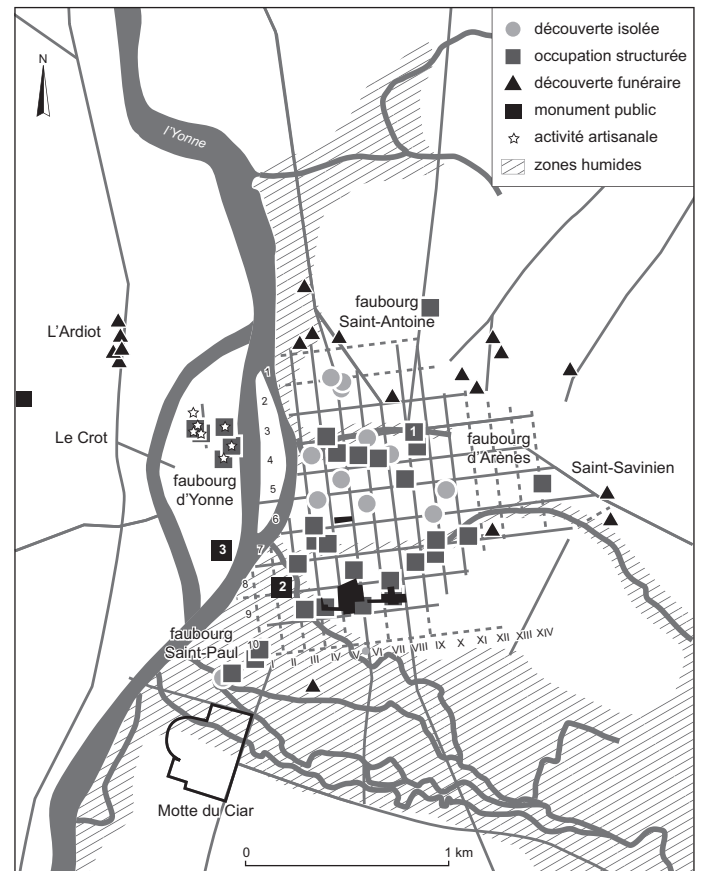 découverte isolée
occupation structurée
découverte funéraire
monument public
activité artisanale
zones humides
N
l'Yonne
faubourg
Saint-Antoine
L'Ardiot
1
2
3
1
Le Crot
4
faubourg
d'Arènes
Saint-Savinien
faubourg
d'Yonne
5
6
3
7
2
8
9
faubourg
Saint-Paul
10
I II III IV V VI VII VIII IX X XI XII XIII XIV
Motte du Ciar
0 1 km